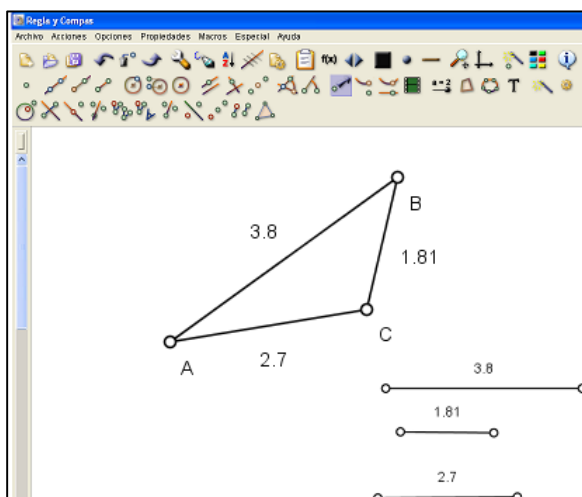 Regla y Compas
Archivo Acciones Opciones Propiedades Macros Especial Ayuda
f(x)
a=2
T
B
3.8
1.81
C
A
2.7
3.8
1.81
2.7